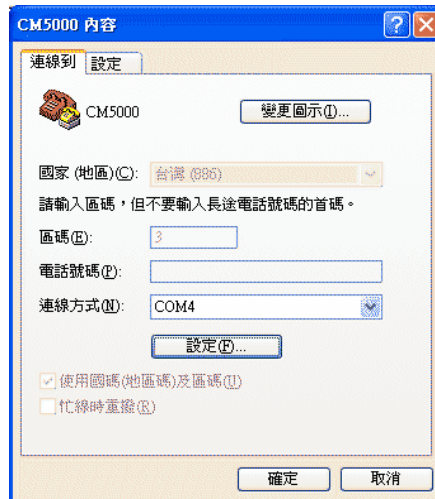 CM5000 內容
連線到 設定
CM5000 變更圖示(I)...
國家 (地區)(C): 台灣 (886)
請輸入區碼，但不要輸入長途電話號碼的首碼。
區碼(E): 3
電話號碼(P):
連線方式(N): COM4
設定(F)...
使用國碼(地區碼)及區碼(U)
忙線時重撥(R)
確定 取消